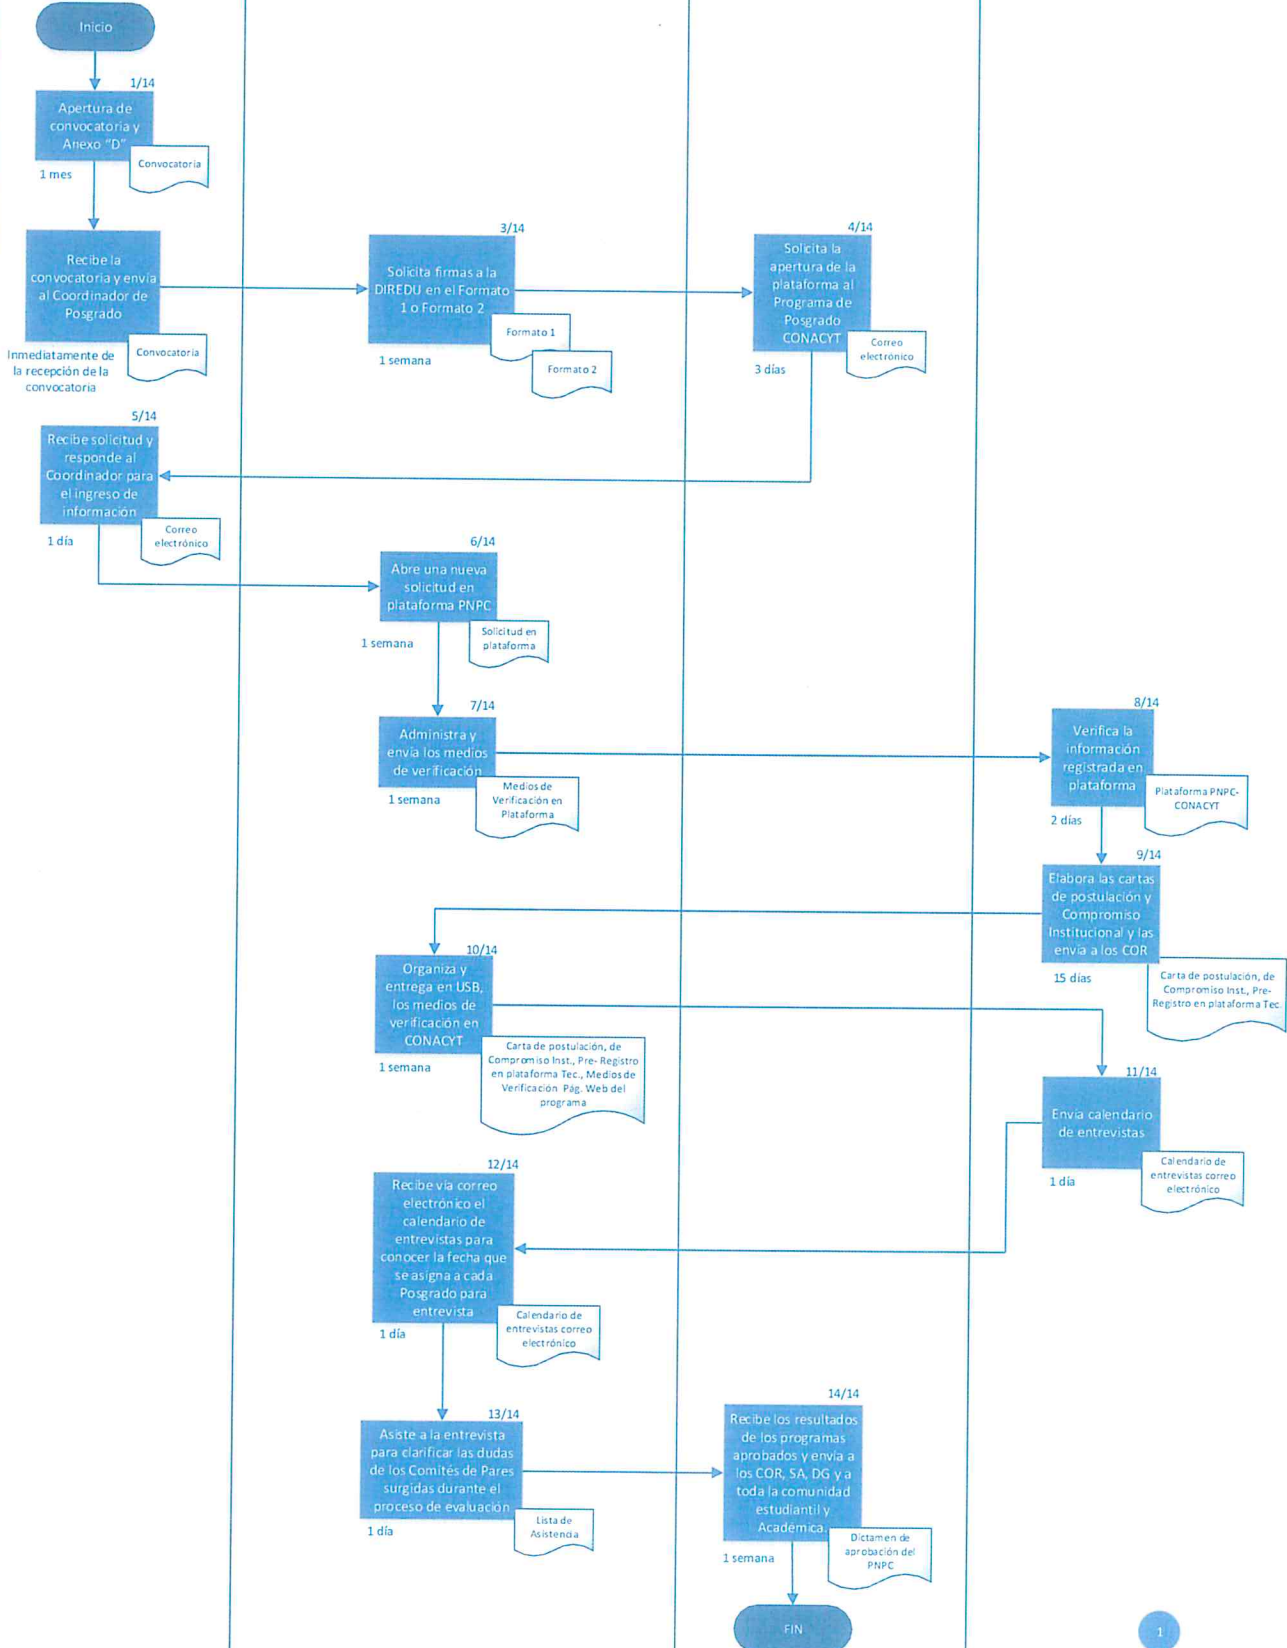 Inicio
1/14
Apertura de
convocatoria y
Anexo "D"
Convocatoria
1 mes
Recibe la
convocatoria y envía
al Coordinador de
Posgrado
Convocatoria
Inmediatamente de
la recepción de la
convocatoria
3/14
Solicita firmas a la
DIREDU en el Formato
1 o Formato 2
Formato 1
Formato 2
1 semana
4/14
Solicita la
apertura de la
plataforma al
Programa de
Posgrado
CONACYT
Correo
electrónico
3 días
5/14
Recibe solicitud y
responde al
Coordinador para
el ingreso de
información
Correo
electrónico
1 día
6/14
Abre una nueva
solicitud en
plataforma PNPC
Solicitud en
plataforma
1 semana
7/14
Administra y
envía los medios
de verificación
Medios de
Verificación en
Plataforma
1 semana
8/14
Verifica la
información
registrada en
plataforma
Plataforma PNPC-
CONACYT
2 días
9/14
Elabora las cartas
de postulación y
Compromiso
Institucional y las
envía a los COR
Carta de postulación, de
Compromiso Inst., Pre-
Registro en plataforma Tec.
15 días
10/14
Organiza y
entrega en USB,
los medios de
verificación en
CONACYT
Carta de postulación, de
Compromiso Inst., Pre- Registro
en plataforma Tec., Medios de
Verificación Pág. Web del
programa
1 semana
11/14
Envía calendario
de entrevistas
Calendario de
entrevistas correo
electrónico
1 día
12/14
Recibe vía correo
electrónico el
calendario de
entrevistas para
conocer la fecha que
se asigna a cada
Posgrado para
entrevista
Calendario de
entrevistas correo
electrónico
1 día
13/14
Asiste a la entrevista
para clarificar las dudas
de los Comités de Pares
surgidas durante el
proceso de evaluación
Lista de
Asistencia
1 día
14/14
Recibe los resultados
de los programas
aprobados y envía a
los COR, SA, DG y a
toda la comunidad
estudiantil y
Académica.
Dictamen de
aprobación del
PNPC
1 semana
FIN
1